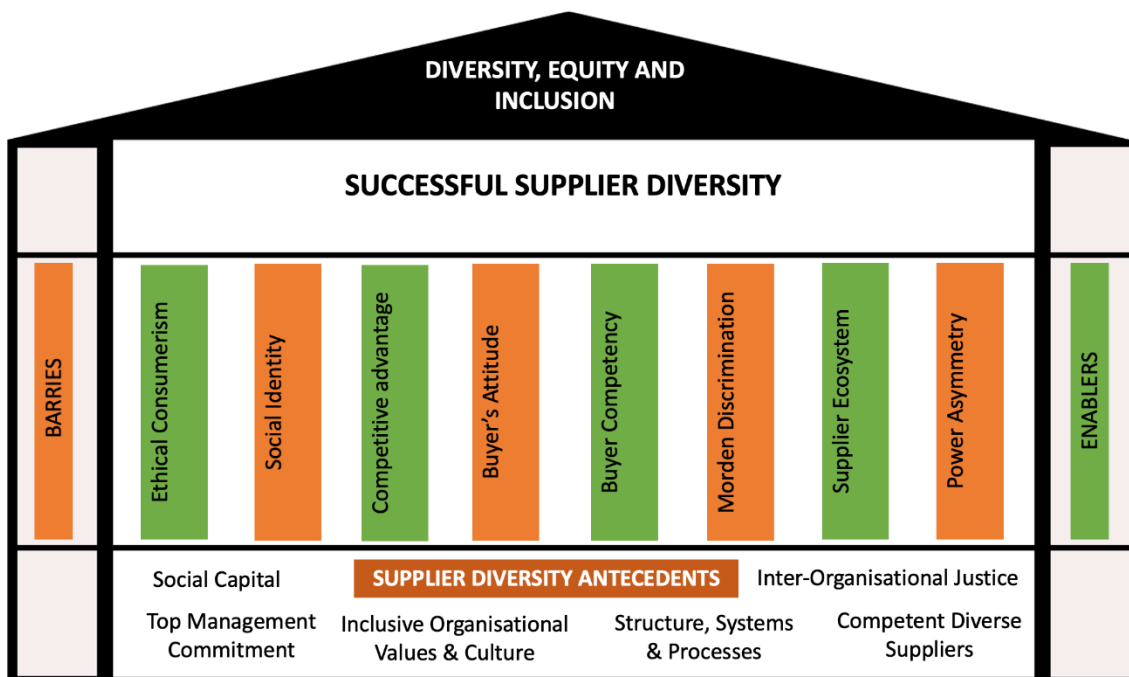 DIVERSITY, EQUITY AND
INCLUSION
SUCCESSFUL SUPPLIER DIVERSITY
BARRIES
Ethical Consumerism
Social Identity
Competitive advantage
Buyer’s Attitude
Buyer Competency
Morden Discrimination
Supplier Ecosystem
Power Asymmetry
ENABLERS
Social Capital
SUPPLIER DIVERSITY ANTECEDENTS
Inter-Organisational Justice
Top Management
Commitment
Inclusive Organisational
Values & Culture
Structure, Systems
& Processes
Competent Diverse
Suppliers